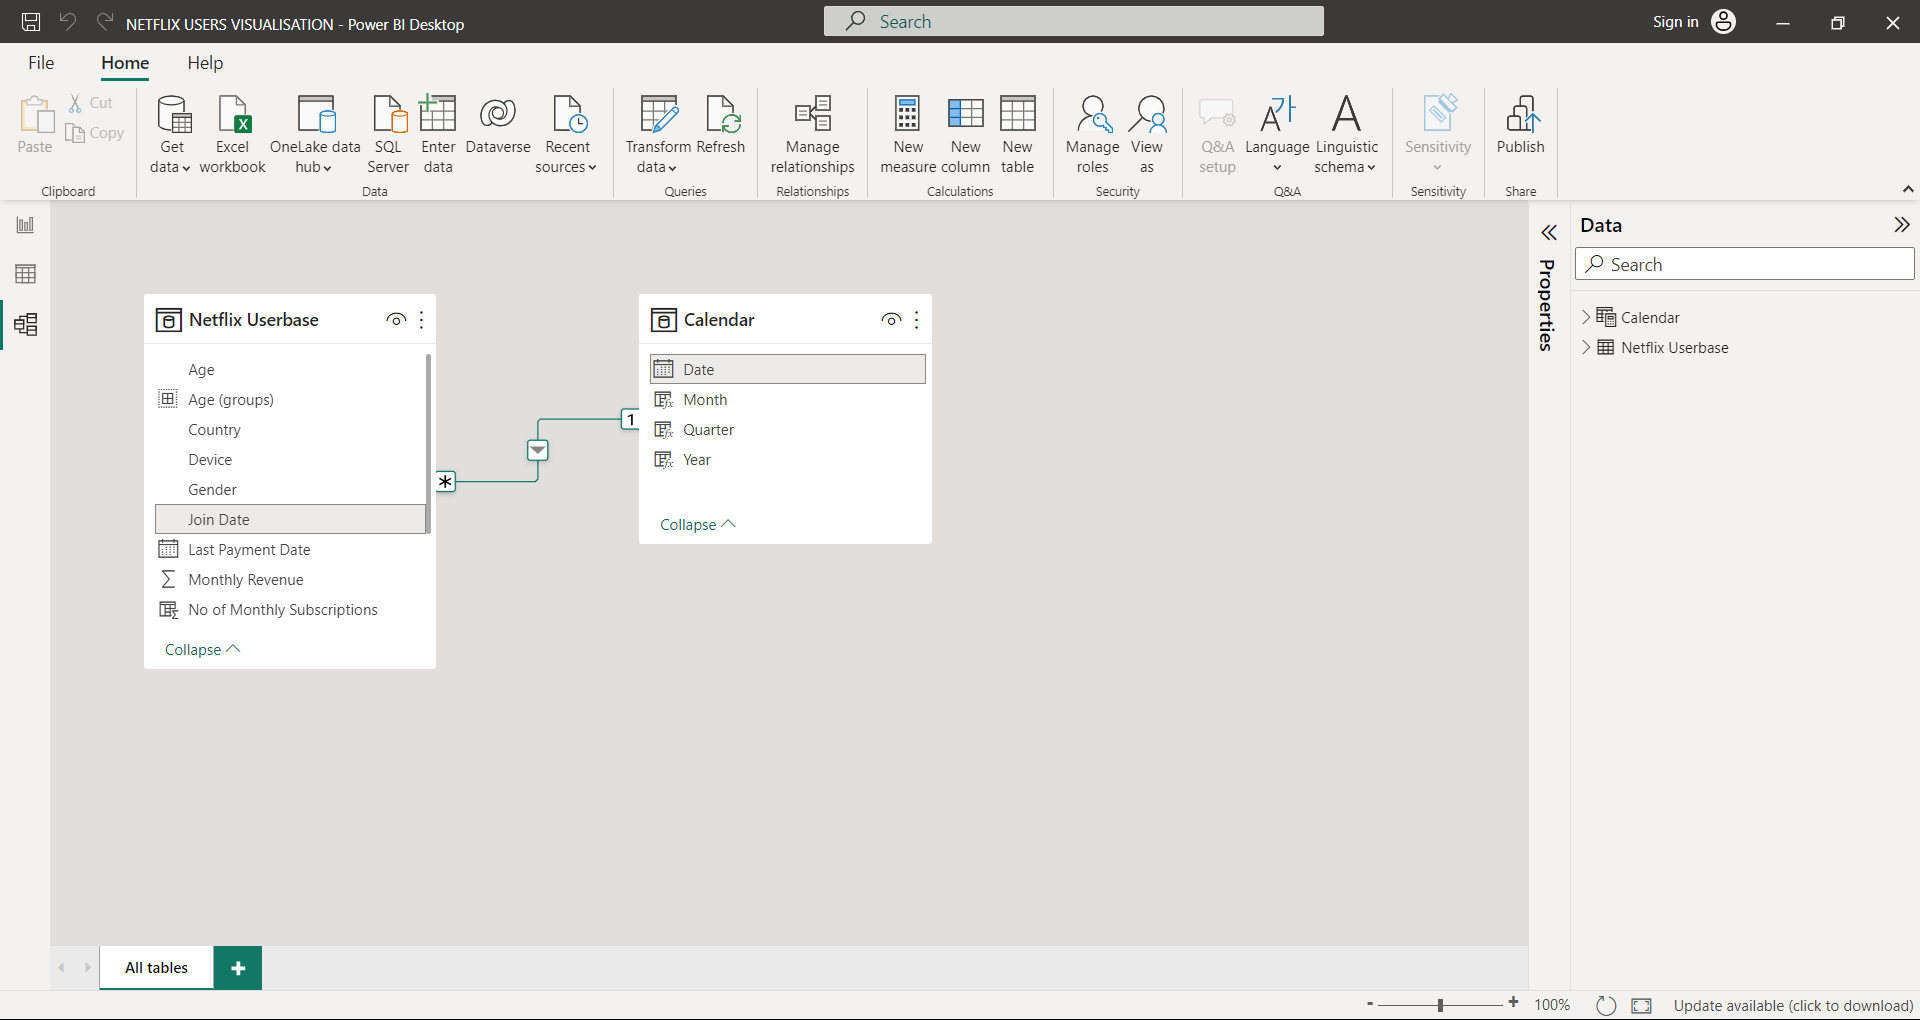 NETFLIX USERS VISUALISATION - Power BI Desktop
Search
Sign in
File
Home
Help
Paste
Cut
Copy
Clipboard
Get data
Excel workbook
OneLake data hub
SQL Server
Enter data
Dataverse
Recent sources
Data
Transform data
Refresh
Queries
Manage relationships
Relationships
New measure
New column
New table
Calculations
Manage roles
View as
Security
Q&A setup
Language
Linguistic schema
Q&A
Sensitivity
Sensitivity
Publish
Share
Netflix Userbase
Age
Age (groups)
Country
Device
Gender
Join Date
Last Payment Date
Monthly Revenue
No of Monthly Subscriptions
Collapse
*
1
Calendar
Date
Month
Quarter
Year
Collapse
Properties
Data
Search
Calendar
Netflix Userbase
All tables
+
- + 100%
Update available (click to download)